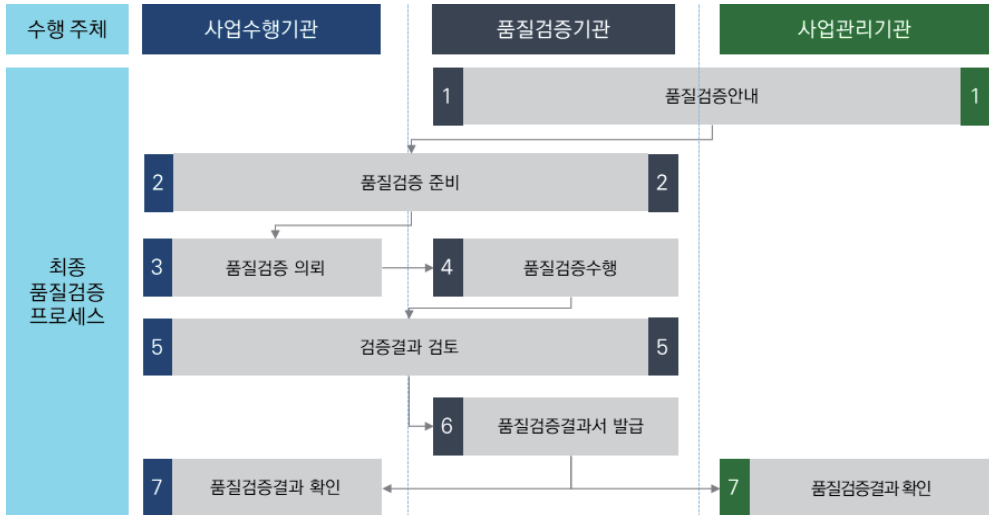 수행 주체
사업수행기관
품질검증기관
사업관리기관
최종
품질검증
프로세스
1
품질검증안내
1
2
품질검증 준비
2
3
품질검증 의뢰
4
품질검증수행
5
검증결과 검토
5
6
품질검증결과서 발급
7
품질검증결과 확인
7
품질검증결과 확인